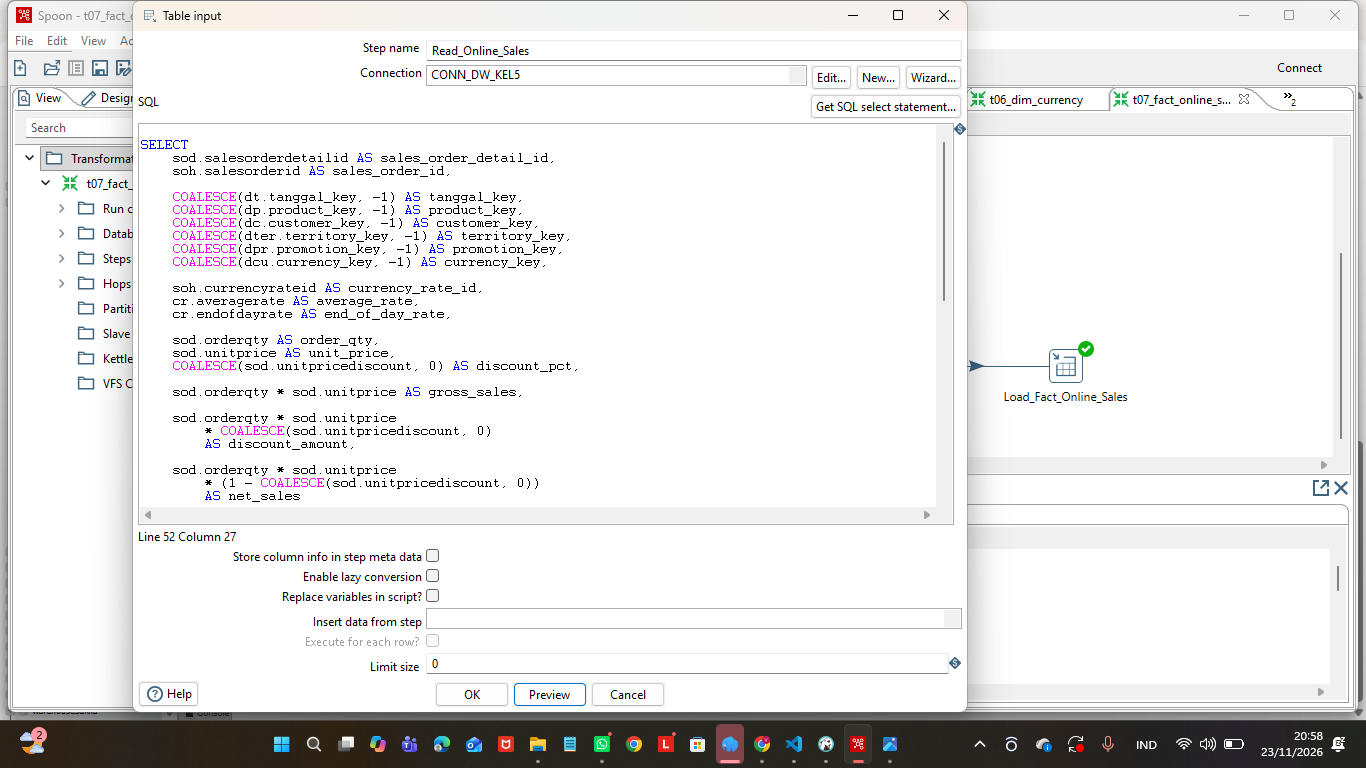 Spoon - t07_fact_o
Table input
File Edit View Ac
Connect
View
Design
t06_dim_currency
t07_fact_online_s...
2
Search
Transformat
t07_fact_
Run c
Datab
Steps
Hops
Partiti
Slave
Kettle
VFS C
Step name
Read_Online_Sales
Connection
CONN_DW_KEL5
Edit...
New...
Wizard...
SQL
Get SQL select statement...
SELECT
sod.salesorderdetailid AS sales_order_detail_id,
soh.salesorderid AS sales_order_id,
COALESCE(dt.tanggal_key, -1) AS tanggal_key,
COALESCE(dp.product_key, -1) AS product_key,
COALESCE(dc.customer_key, -1) AS customer_key,
COALESCE(dter.territory_key, -1) AS territory_key,
COALESCE(dpr.promotion_key, -1) AS promotion_key,
COALESCE(dcu.currency_key, -1) AS currency_key,
soh.currencyrateid AS currency_rate_id,
cr.averagerate AS average_rate,
cr.endofdayrate AS end_of_day_rate,
sod.orderqty AS order_qty,
sod.unitprice AS unit_price,
COALESCE(sod.unitpricediscount, 0) AS discount_pct,
sod.orderqty * sod.unitprice AS gross_sales,
sod.orderqty * sod.unitprice
* COALESCE(sod.unitpricediscount, 0)
AS discount_amount,
sod.orderqty * sod.unitprice
* (1 - COALESCE(sod.unitpricediscount, 0))
AS net_sales
Load_Fact_Online_Sales
Line 52 Column 27
Store column info in step meta data
Enable lazy conversion
Replace variables in script?
Insert data from step
Execute for each row?
Limit size
0
Help
OK
Preview
Cancel
Console
2
IND
20:58
23/11/2026